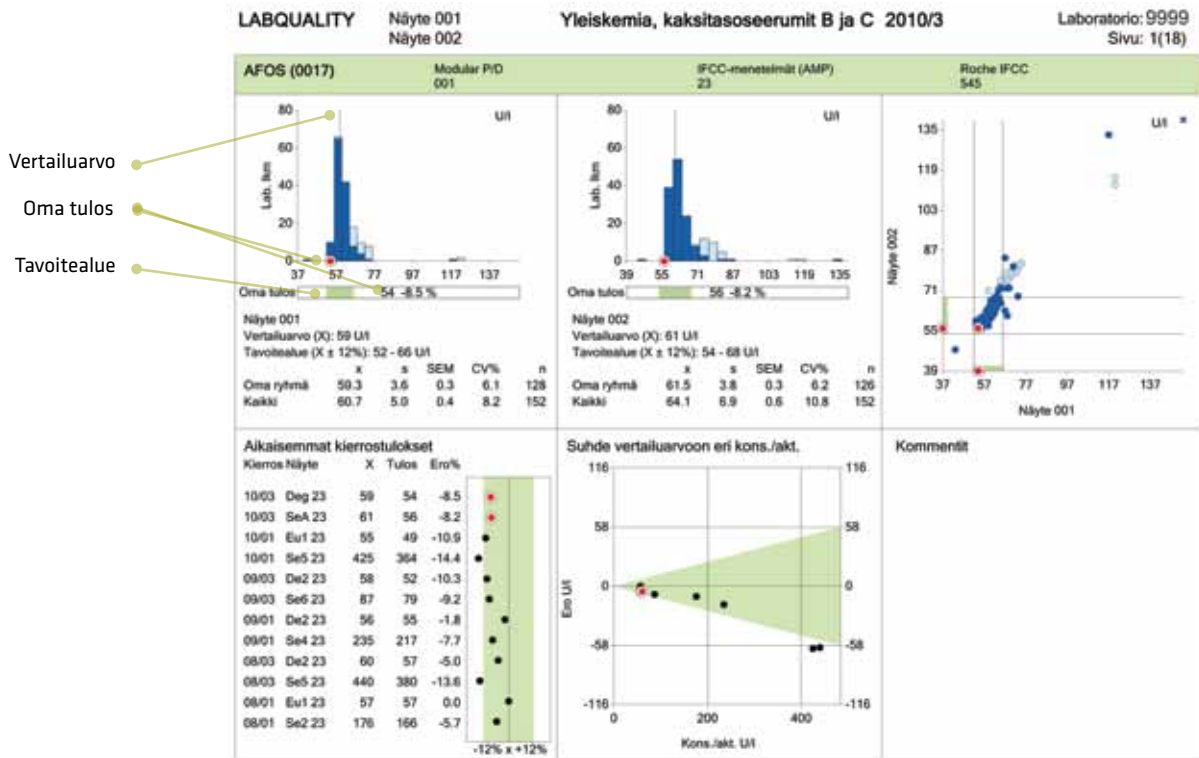 LABQUALITY Näyte 001 Yleiskemia, kaksitasoseerumit B ja C 2010/3 Laboratorio: 9999
Näyte 002 Sivu: 1(18)
AFOS (0017) Modular P/D IFCC-menetelmät (AMP) Roche IFCC
001 23 545
Vertailuarvo
Oma tulos
Tavoitealue
U/l
Lab. lkm
80
60
40
20
0
37 57 77 97 117 137
Oma tulos 54 -8.5 %
Näyte 001
Vertailuarvo (X): 59 U/l
Tavoitealue (X ± 12%): 52 - 66 U/l
x s SEM CV% n
Oma ryhmä 59.3 3.6 0.3 6.1 128
Kaikki 60.7 5.0 0.4 8.2 152
U/l
Lab. lkm
80
60
40
20
0
39 55 71 87 103 119 135
Oma tulos 56 -8.2 %
Näyte 002
Vertailuarvo (X): 61 U/l
Tavoitealue (X ± 12%): 54 - 68 U/l
x s SEM CV% n
Oma ryhmä 61.5 3.8 0.3 6.2 126
Kaikki 64.1 6.9 0.6 10.8 152
U/l
Näyte 002
135
119
103
87
71
55
39
37 57 77 97 117 137
Näyte 001
Aikaisemmat kierrostulokset
Kierros Näyte X Tulos Ero%
10/03 Deg 23 59 54 -8.5
10/03 SeA 23 61 56 -8.2
10/01 Eu1 23 55 49 -10.9
10/01 Se5 23 425 364 -14.4
09/03 De2 23 58 52 -10.3
09/03 Se6 23 87 79 -9.2
09/01 De2 23 56 55 -1.8
09/01 Se4 23 235 217 -7.7
08/03 De2 23 60 57 -5.0
08/03 Se5 23 440 380 -13.6
08/01 Eu1 23 57 57 0.0
08/01 Se2 23 176 166 -5.7
-12% x +12%
Suhde vertailuarvoon eri kons./akt.
Ero U/l
116 116
58 58
0 0
-58 -58
-116 -116
0 200 400
Kons./akt. U/l
Kommentit